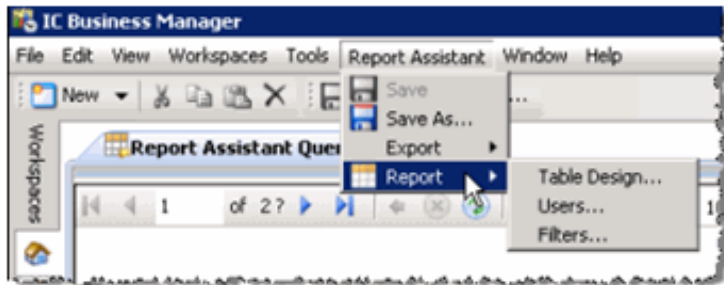 IC Business Manager
File Edit View Workspaces Tools Report Assistant Window Help
New
Save
...
Save As...
Workspaces
Report Assistant Que
Export
Report
Table Design...
1 of 2?
Users...
Filters...